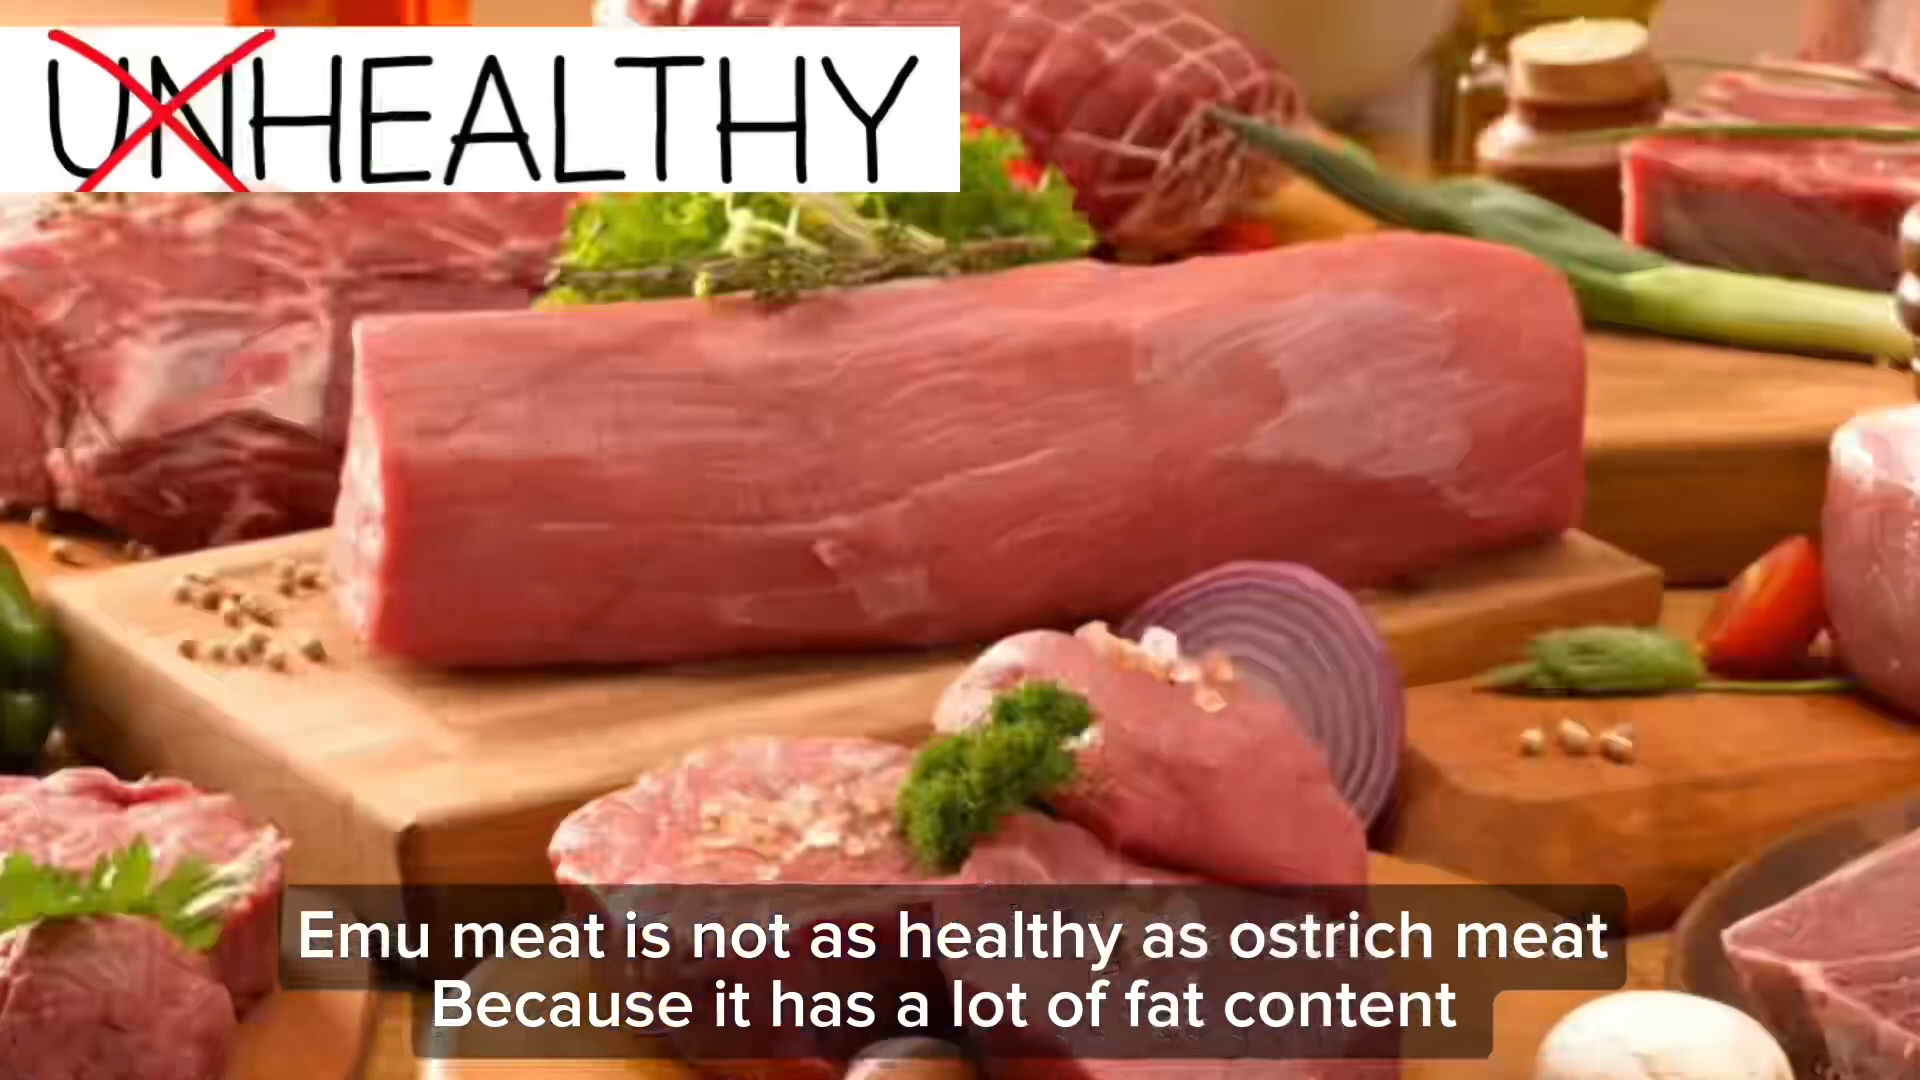 UNHEALTHY
Emu meat is not as healthy as ostrich meat
Because it has a lot of fat content